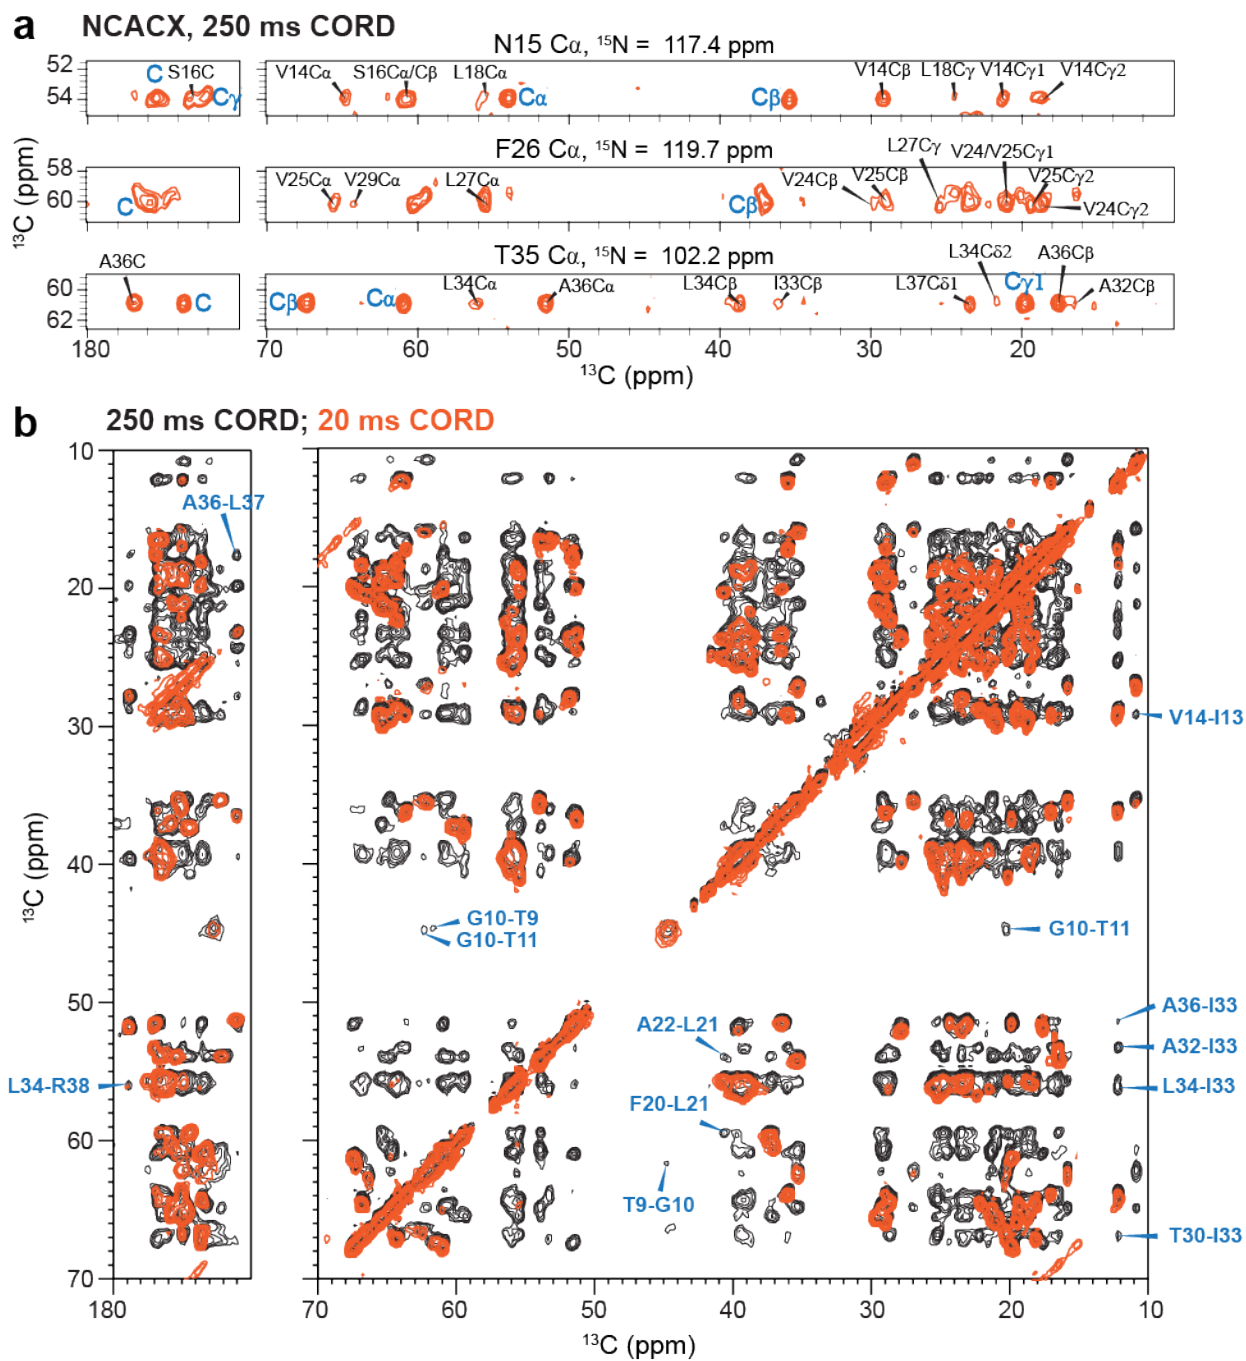 a NCACX, 250 ms CORD
N15 Cα, ¹⁵N = 117.4 ppm
52
54
C
S16C
Cγ
V14Cα
S16Cα/Cβ
L18Cα
Cα
Cβ
V14Cβ
L18Cγ
V14Cγ1
V14Cγ2
F26 Cα, ¹⁵N = 119.7 ppm
58
60
C
V25Cα
V29Cα
L27Cα
Cβ
V24Cβ
V25Cβ
L27Cγ
V24/V25Cγ1
V25Cγ2
V24Cγ2
T35 Cα, ¹⁵N = 102.2 ppm
60
62
A36C
C
Cβ
Cα
L34Cα
A36Cα
L34Cβ
I33Cβ
L37Cδ1
L34Cδ2
Cγ1
A36Cβ
A32Cβ
¹³C (ppm)
180 70 60 50 40 30 20
¹³C (ppm)
b 250 ms CORD; 20 ms CORD
10
20
30
40
50
60
70
¹³C (ppm)
A36-L37
V14-I13
G10-T9
G10-T11
G10-T11
A36-I33
A22-L21
A32-I33
L34-R38
L34-I33
F20-L21
T9-G10
T30-I33
180 70 60 50 40 30 20 10
¹³C (ppm)